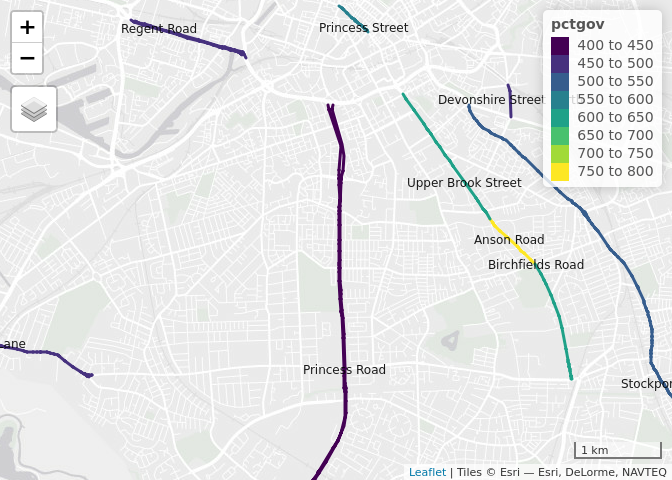 +
−
Regent Road
Princess Street
pctgov
400 to 450
450 to 500
500 to 550
550 to 600
600 to 650
650 to 700
700 to 750
750 to 800
Devonshire Street
Upper Brook Street
Anson Road
Birchfields Road
ane
Princess Road
Stockpor
1 km
Leaflet | Tiles © Esri — Esri, DeLorme, NAVTEQ